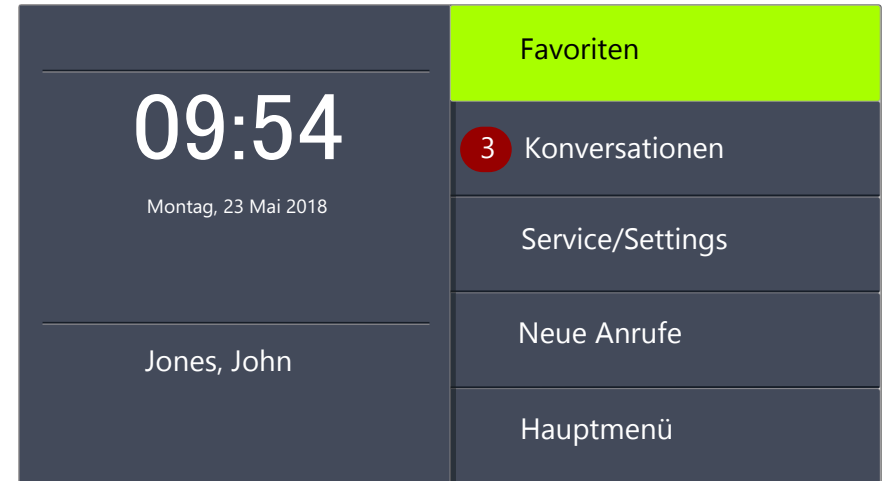 09:54
Montag, 23 Mai 2018
Jones, John
Favoriten
3 Konversationen
Service/Settings
Neue Anrufe
Hauptmenü